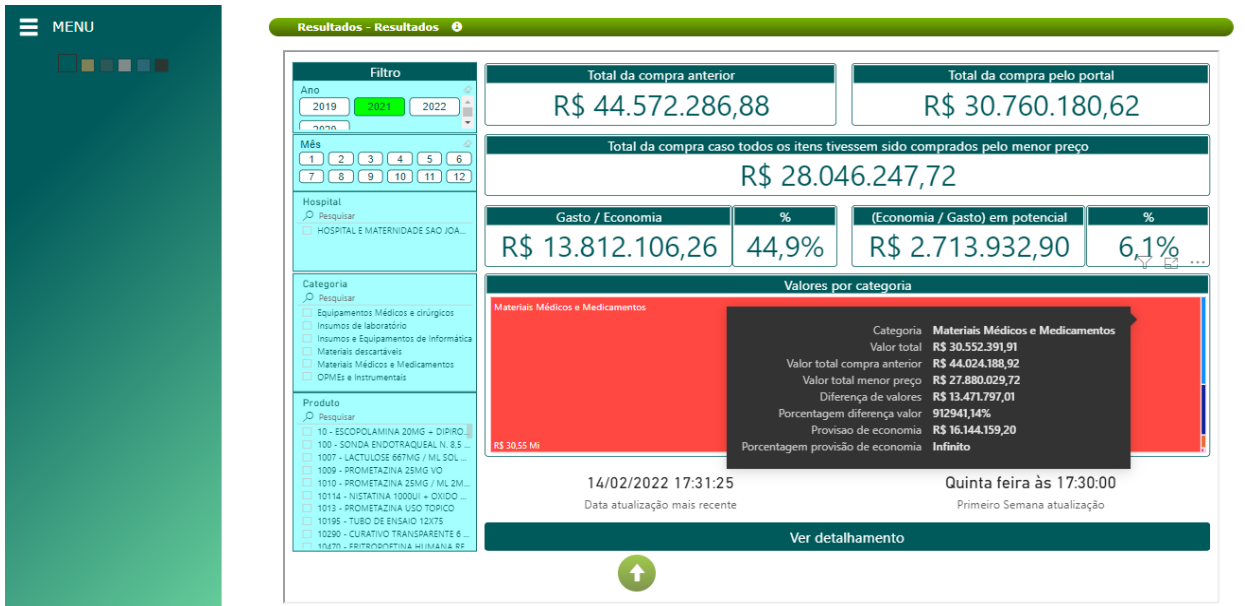 MENU
Resultados - Resultados
Filtro
Ano
2019 2021 2022
2020
Mês
1 2 3 4 5 6
7 8 9 10 11 12
Hospital
Pesquisar
HOSPITAL E MATERNIDADE SAO JOA...
Categoria
Pesquisar
Equipamentos Médicos e cirúrgicos
Insumos de laboratório
Insumos e Equipamentos de Informática
Materiais descartáveis
Materiais Médicos e Medicamentos
OPMEs e Instrumentais
Produto
Pesquisar
10 - ESCOPOLAMINA 20MG + DIPIRO...
100 - SONDA ENDOTRAQUEAL N. 8,5 ...
1007 - LACTULOSE 667MG / ML SOL ...
1009 - PROMETAZINA 25MG VO
1010 - PROMETAZINA 25MG / ML 2M...
10114 - NISTATINA 1000UI + OXIDO ...
1013 - PROMETAZINA USO TOPICO
10195 - TUBO DE ENSAIO 12X75
10290 - CURATIVO TRANSPARENTE 6 ...
10470 - ERITROPOETINA HUMANA RE
Total da compra anterior
R$ 44.572.286,88
Total da compra pelo portal
R$ 30.760.180,62
Total da compra caso todos os itens tivessem sido comprados pelo menor preço
R$ 28.046.247,72
Gasto / Economia %
R$ 13.812.106,26 44,9%
(Economia / Gasto) em potencial %
R$ 2.713.932,90 6,1%
Valores por categoria
Materiais Médicos e Medicamentos
R$ 30,55 Mi
Categoria Materiais Médicos e Medicamentos
Valor total R$ 30.552.391,91
Valor total compra anterior R$ 44.024.188,92
Valor total menor preço R$ 27.880.029,72
Diferença de valores R$ 13.471.797,01
Porcentagem diferença valor 912941,14%
Provisao de economia R$ 16.144.159,20
Porcentagem provisão de economia Infinito
14/02/2022 17:31:25
Data atualização mais recente
Quinta feira às 17:30:00
Primeiro Semana atualização
Ver detalhamento